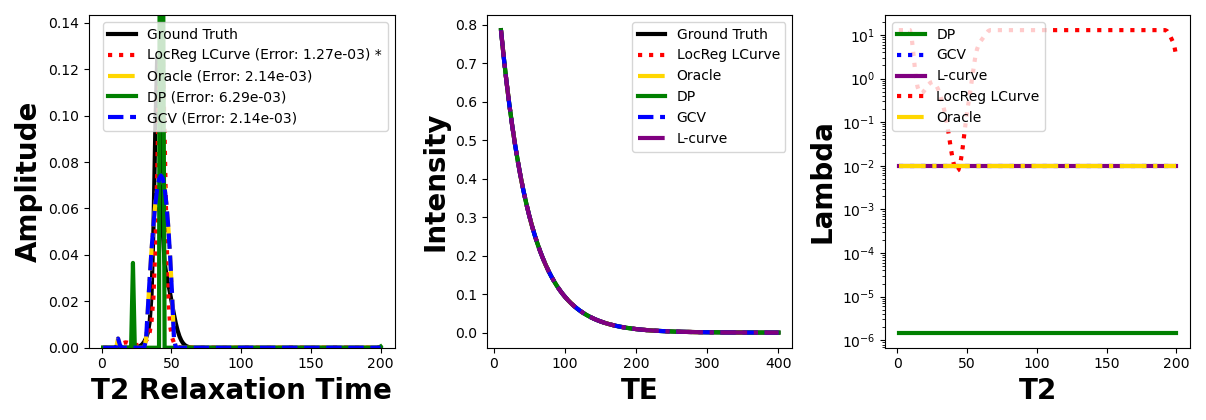 0.14
0.12
0.10
0.08
0.06
0.04
0.02
0.00
0
50
100
150
200
Amplitude
T2 Relaxation Time
Ground Truth
LocReg LCurve (Error: 1.27e-03) *
Oracle (Error: 2.14e-03)
DP (Error: 6.29e-03)
GCV (Error: 2.14e-03)
0.8
0.7
0.6
0.5
0.4
0.3
0.2
0.1
0.0
0
100
200
300
400
Intensity
TE
Ground Truth
LocReg LCurve
Oracle
DP
GCV
L-curve
10¹
10⁰
10⁻¹
10⁻²
10⁻³
10⁻⁴
10⁻⁵
10⁻⁶
0
50
100
150
200
Lambda
T2
DP
GCV
L-curve
LocReg LCurve
Oracle